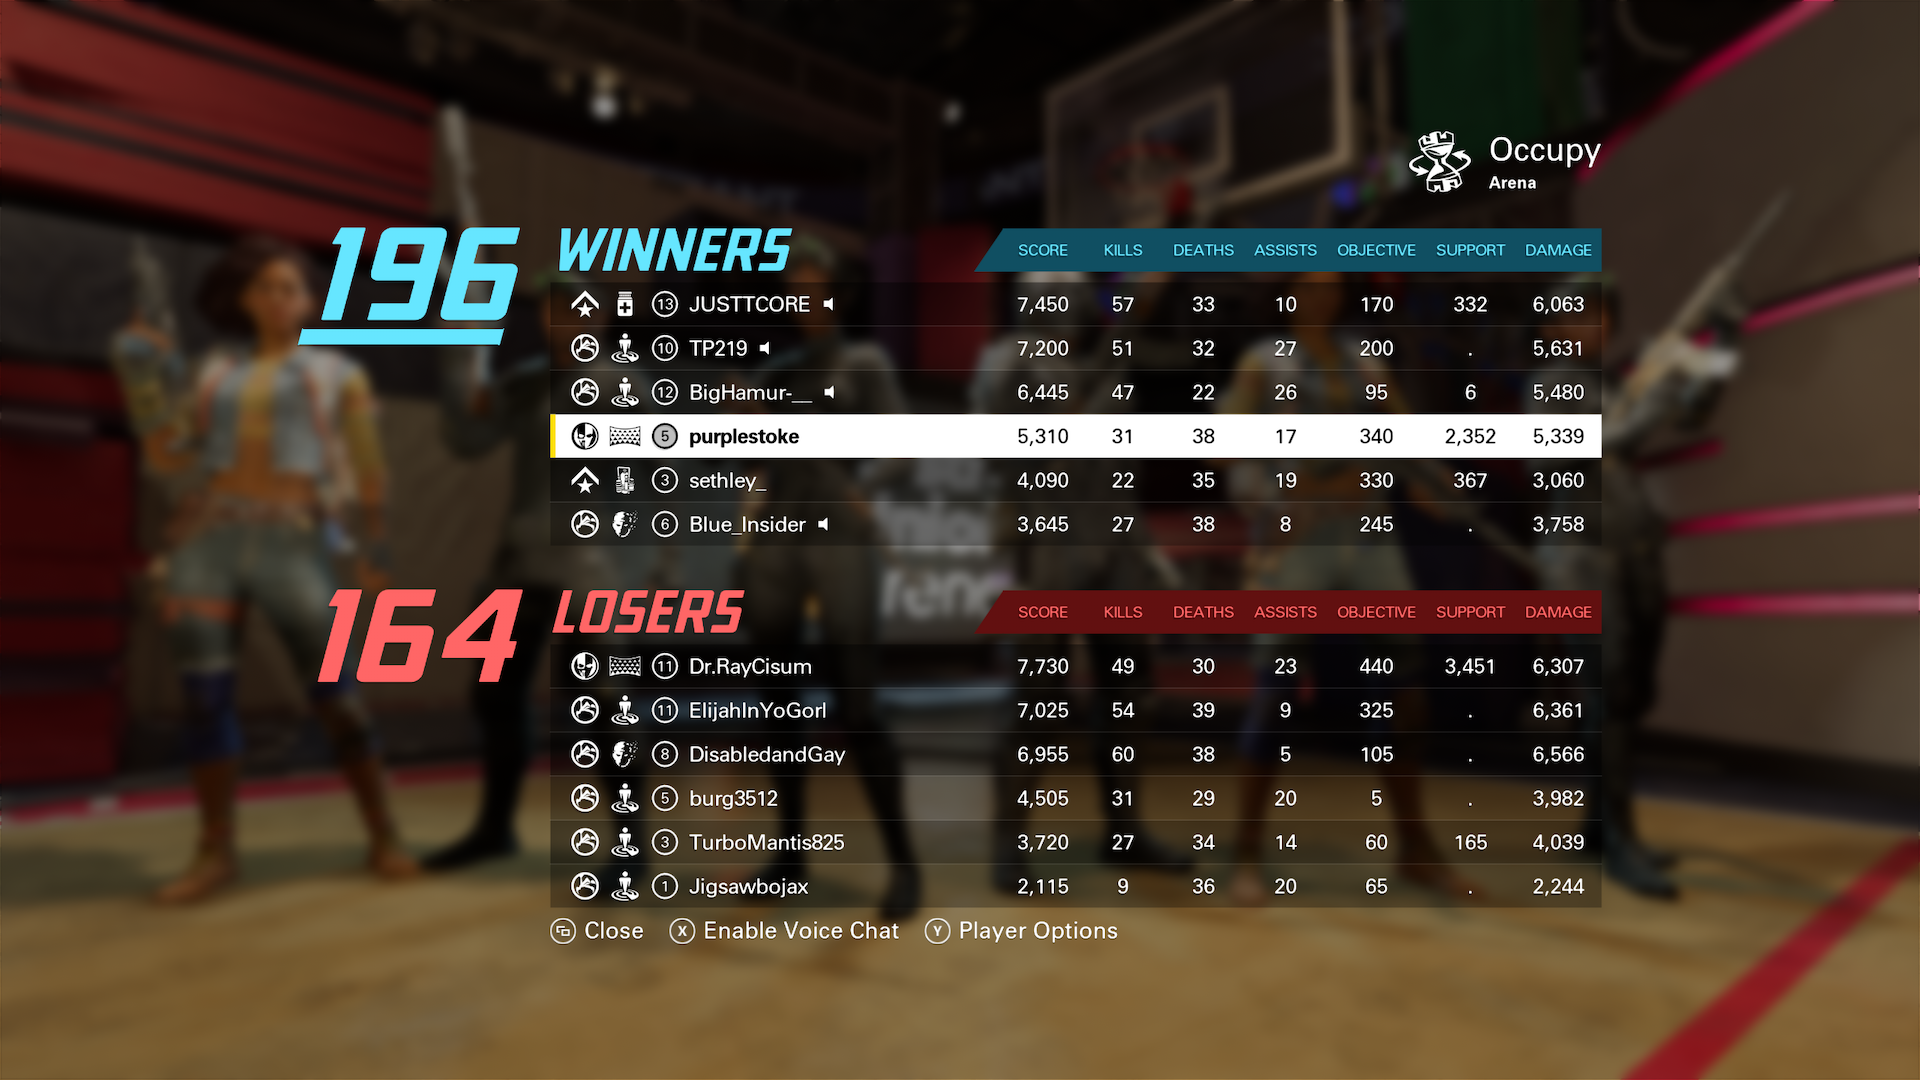 Occupy
Arena
196
WINNERS
SCORE KILLS DEATHS ASSISTS OBJECTIVE SUPPORT DAMAGE
13 JUSTTCORE 7,450 57 33 10 170 332 6,063
10 TP219 7,200 51 32 27 200 . 5,631
12 BigHamur-__ 6,445 47 22 26 95 6 5,480
5 purplestoke 5,310 31 38 17 340 2,352 5,339
3 sethley_ 4,090 22 35 19 330 367 3,060
6 Blue_Insider 3,645 27 38 8 245 . 3,758
164
LOSERS
SCORE KILLS DEATHS ASSISTS OBJECTIVE SUPPORT DAMAGE
11 Dr.RayCisum 7,730 49 30 23 440 3,451 6,307
11 ElijahInYoGorl 7,025 54 39 9 325 . 6,361
8 DisabledandGay 6,955 60 38 5 105 . 6,566
5 burg3512 4,505 31 29 20 5 . 3,982
3 TurboMantis825 3,720 27 34 14 60 165 4,039
1 Jigsawbojax 2,115 9 36 20 65 . 2,244
Close X Enable Voice Chat Y Player Options